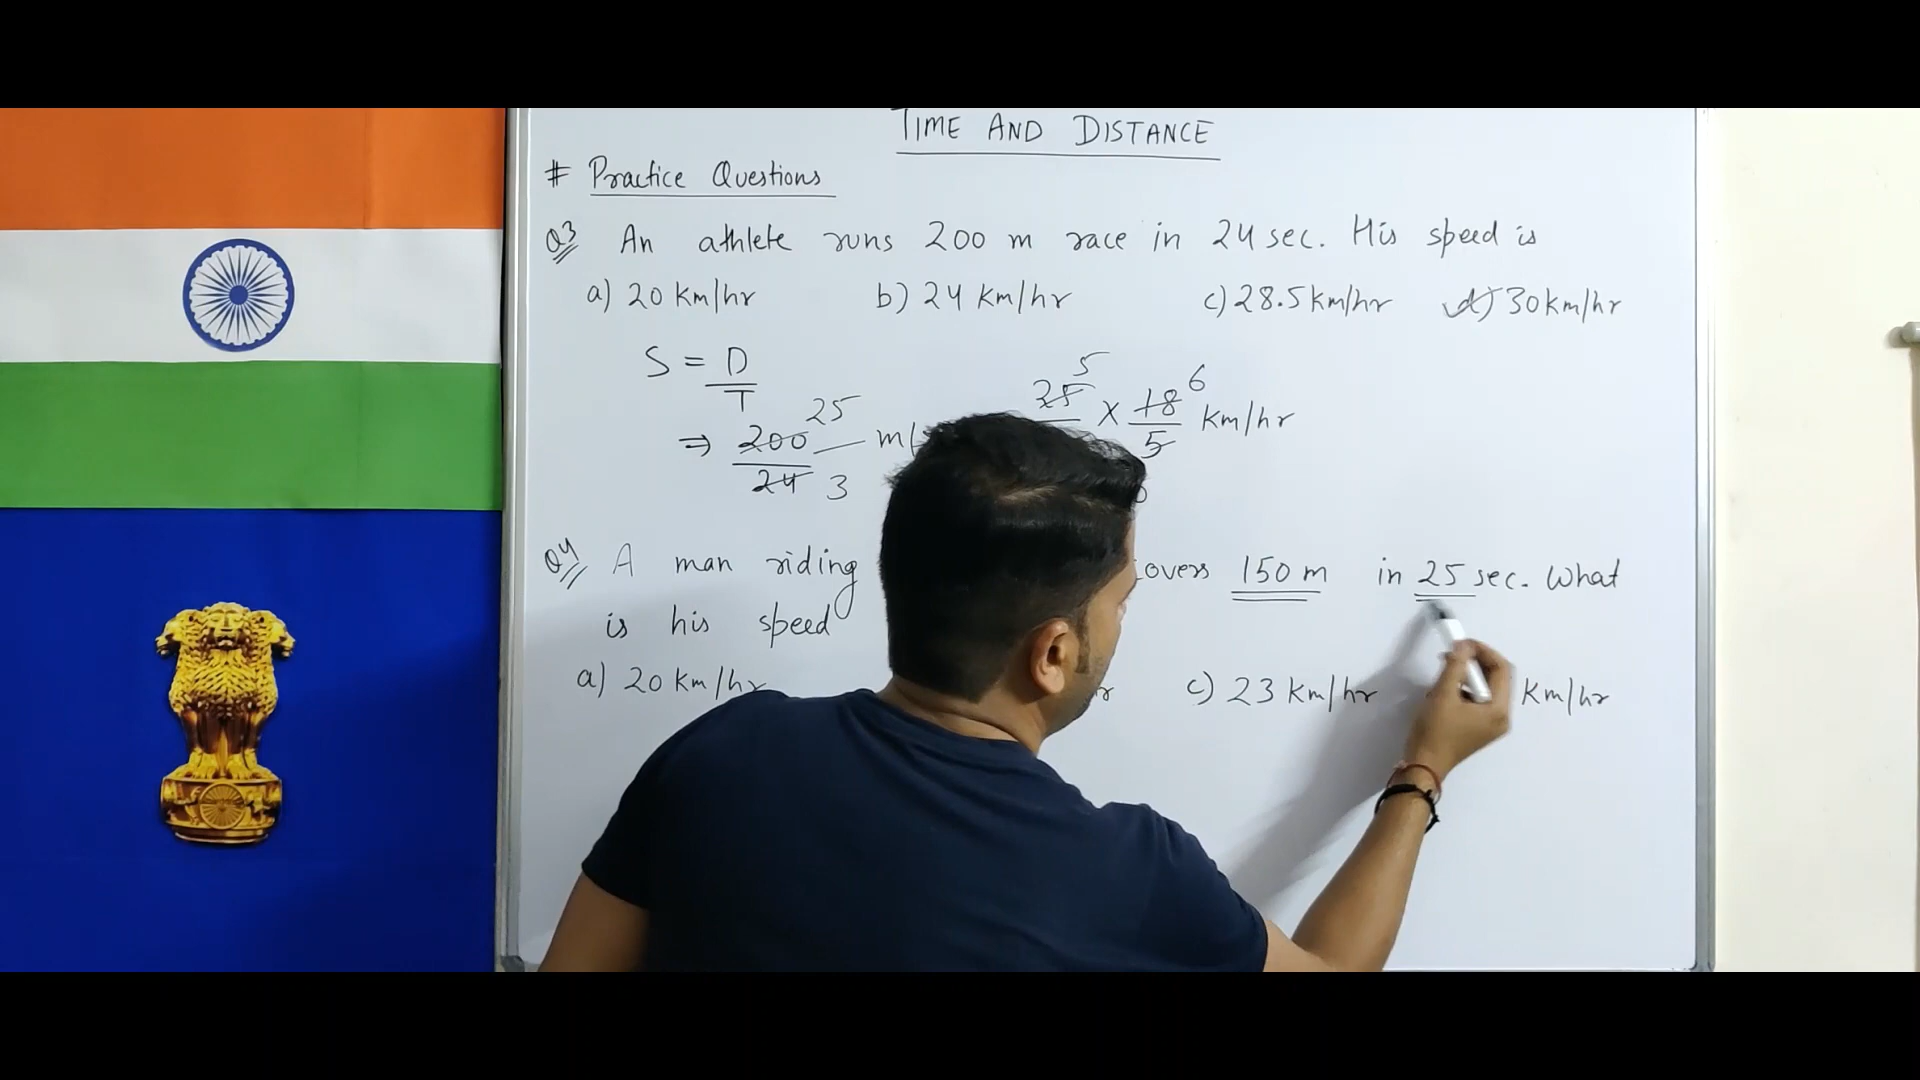 TIME AND DISTANCE
# Practice Questions
Q3 An athlete runs 200 m race in 24 sec. His speed is
a) 20 km/hr b) 24 km/hr c) 28.5 km/hr d) 30 km/hr
S = D
T
5
25 × 18 6 km/hr
5
⇒ 200 25 m/
24 3
Q4 A man riding overs 150 m in 25 sec. What
is his speed
a) 20 km/hr c) 23 km/hr km/hr